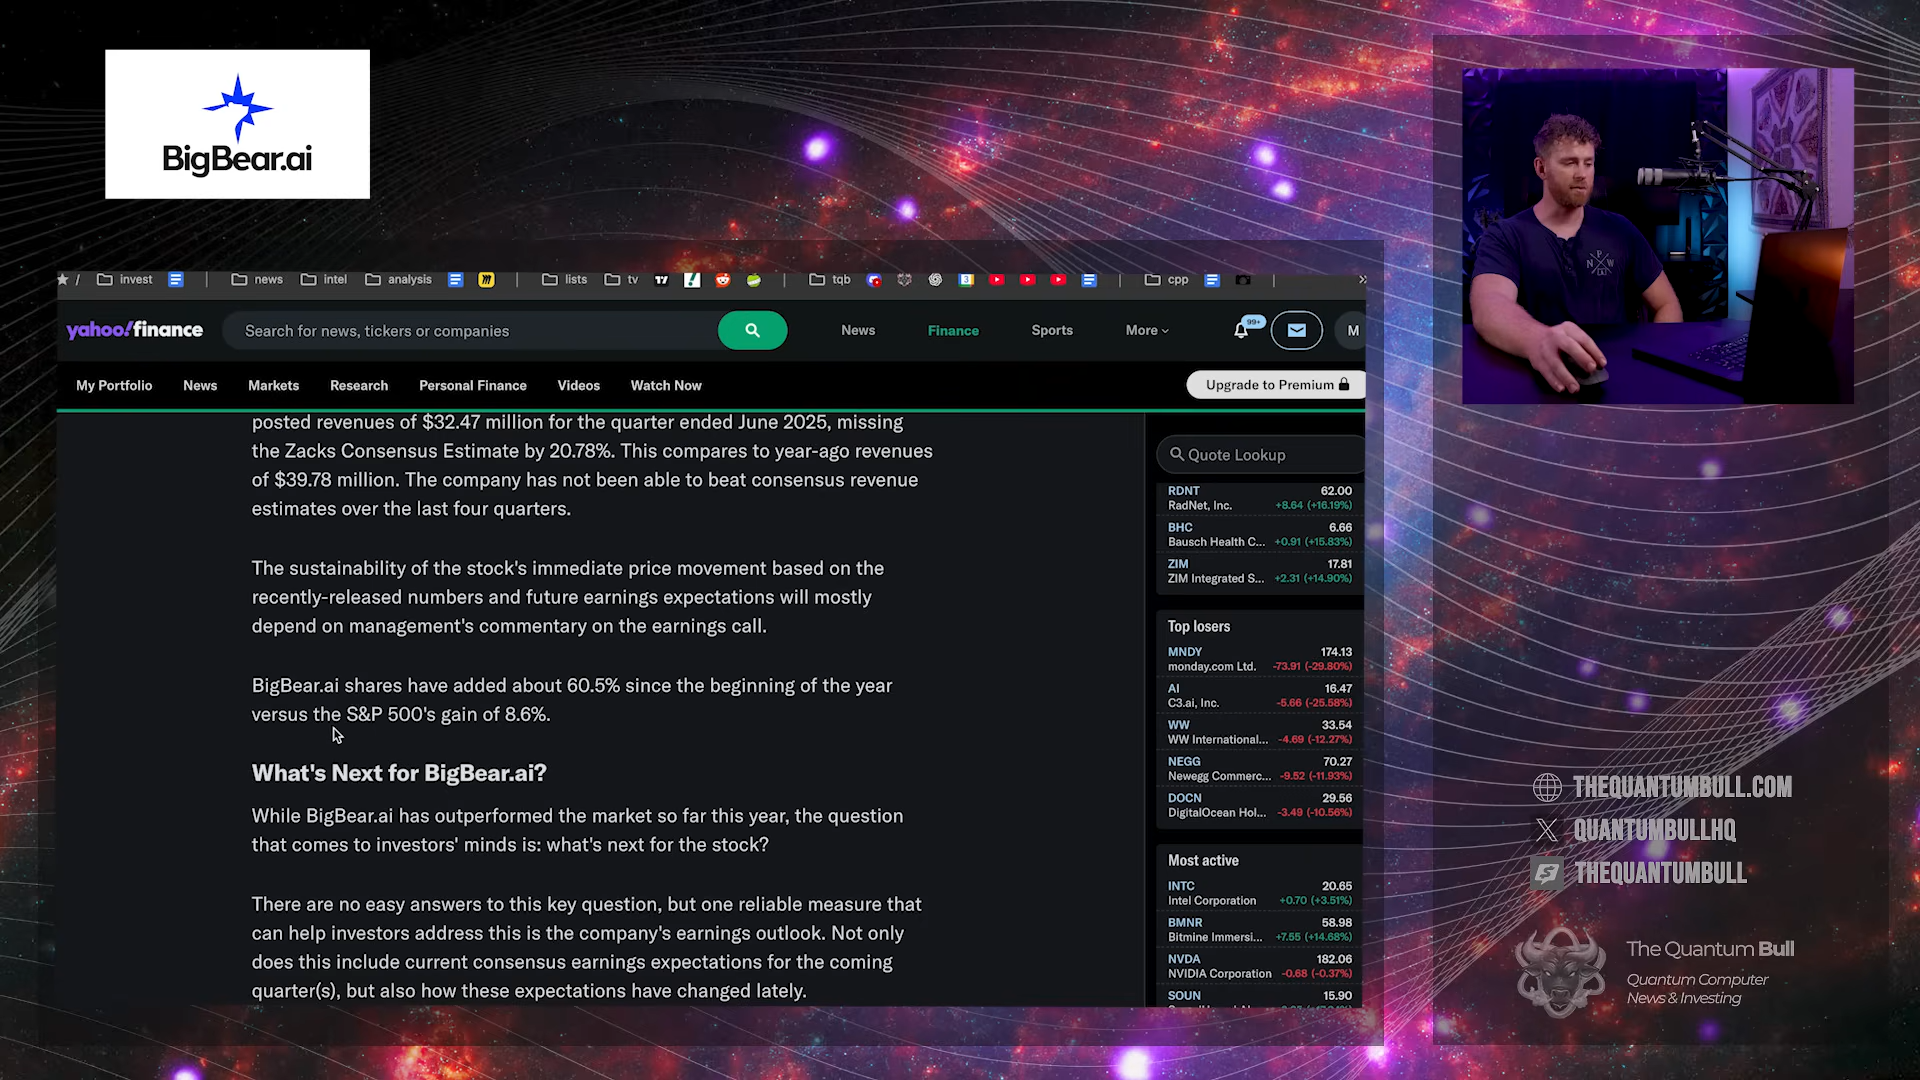 BigBear.ai
/ invest news intel analysis lists tv tqb cpp »
yahoo!finance
Search for news, tickers or companies
News Finance Sports More
99+
M
My Portfolio News Markets Research Personal Finance Videos Watch Now
Upgrade to Premium
posted revenues of $32.47 million for the quarter ended June 2025, missing
the Zacks Consensus Estimate by 20.78%. This compares to year-ago revenues
of $39.78 million. The company has not been able to beat consensus revenue
estimates over the last four quarters.
The sustainability of the stock's immediate price movement based on the
recently-released numbers and future earnings expectations will mostly
depend on management's commentary on the earnings call.
BigBear.ai shares have added about 60.5% since the beginning of the year
versus the S&P 500's gain of 8.6%.
What's Next for BigBear.ai?
While BigBear.ai has outperformed the market so far this year, the question
that comes to investors' minds is: what's next for the stock?
There are no easy answers to this key question, but one reliable measure that
can help investors address this is the company's earnings outlook. Not only
does this include current consensus earnings expectations for the coming
quarter(s), but also how these expectations have changed lately.
Quote Lookup
RDNT 62.00
RadNet, Inc. +8.64 (+16.19%)
BHC 6.66
Bausch Health C... +0.91 (+15.83%)
ZIM 17.81
ZIM Integrated S... +2.31 (+14.90%)
Top losers
MNDY 174.13
monday.com Ltd. -73.91 (-29.80%)
AI 16.47
C3.ai, Inc. -5.66 (-25.58%)
WW 33.54
WW International... -4.69 (-12.27%)
NEGG 70.27
Newegg Commerc... -9.52 (-11.93%)
DOCN 29.56
DigitalOcean Hol... -3.49 (-10.56%)
Most active
INTC 20.65
Intel Corporation +0.70 (+3.51%)
BMNR 58.98
Bitmine Immersi... +7.55 (+14.68%)
NVDA 182.06
NVIDIA Corporation -0.68 (-0.37%)
SOUN 15.90
THEQUANTUMBULL.COM
QUANTUMBULLHQ
THEQUANTUMBULL
The Quantum Bull
Quantum Computer
News & Investing